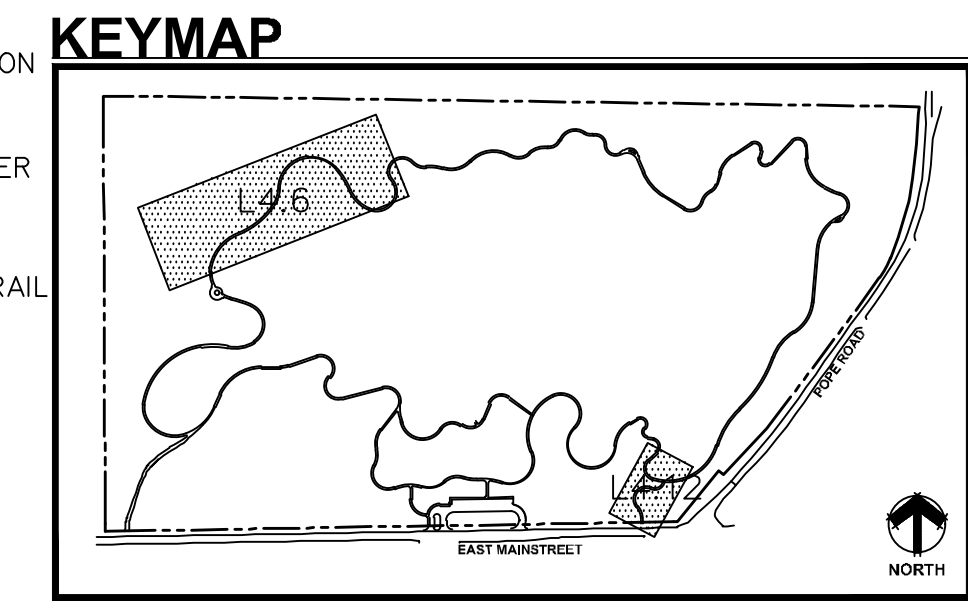 KEYMAP
ON
ER
RAIL
L4.6
POPE ROAD
EAST MAINSTREET
NORTH